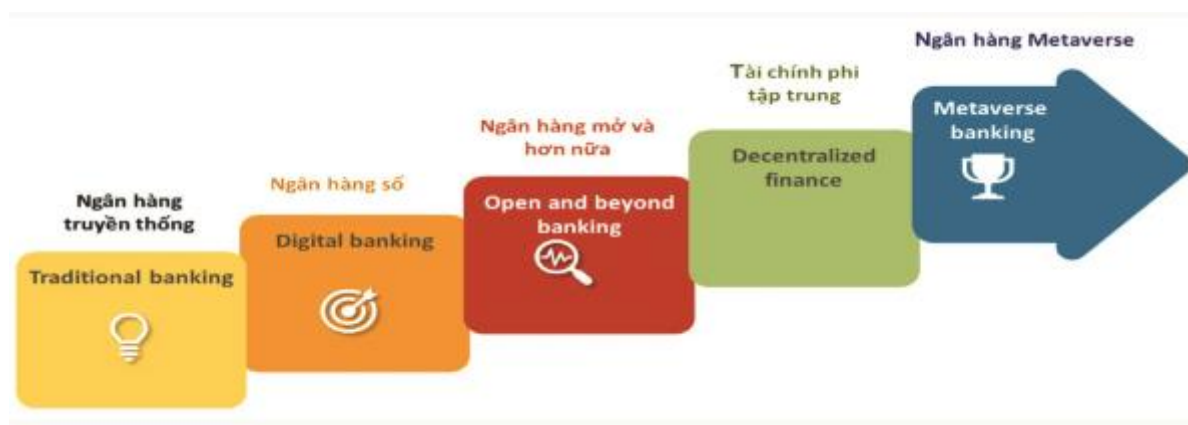 Ngân hàng
truyền thống
Traditional banking
Ngân hàng số
Digital banking
Ngân hàng mở và
hơn nữa
Open and beyond
banking
Tài chính phi
tập trung
Decentralized
finance
Ngân hàng Metaverse
Metaverse
banking